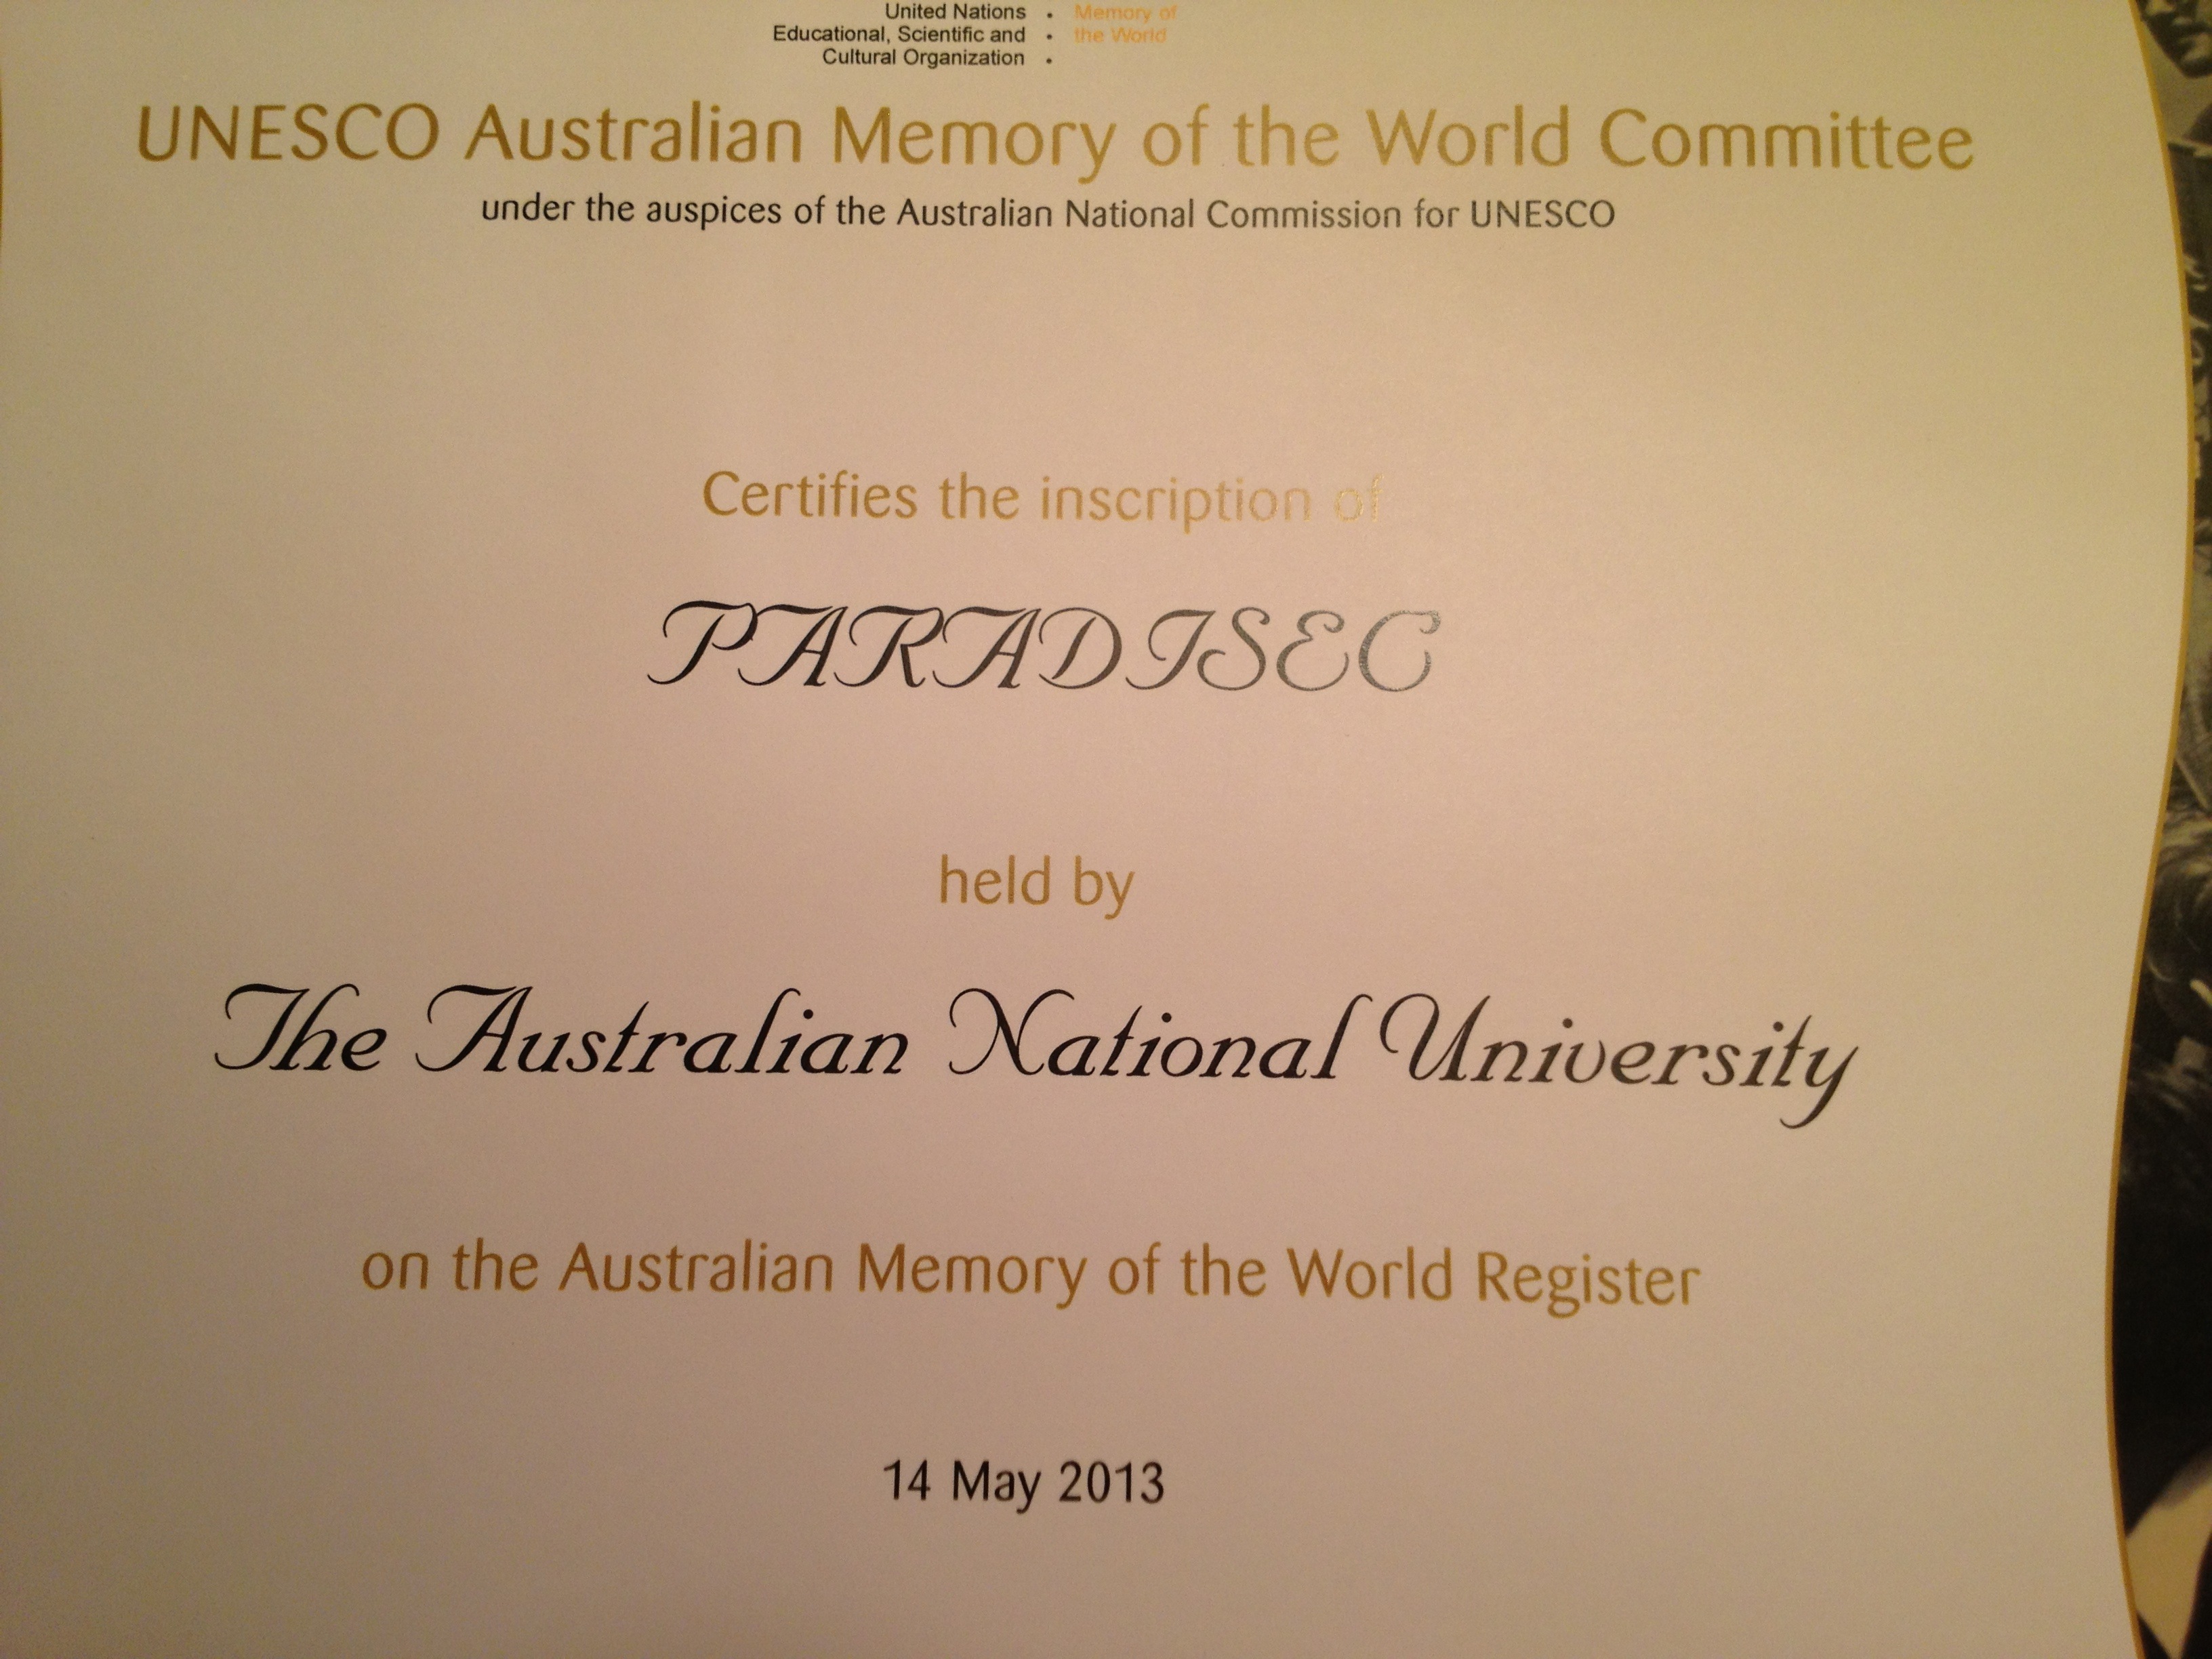 United Nations
Educational, Scientific and
Cultural Organization
Memory of
the World
UNESCO Australian Memory of the World Committee
under the auspices of the Australian National Commission for UNESCO
Certifies the inscription of
PARADISEC
held by
The Australian National University
on the Australian Memory of the World Register
14 May 2013